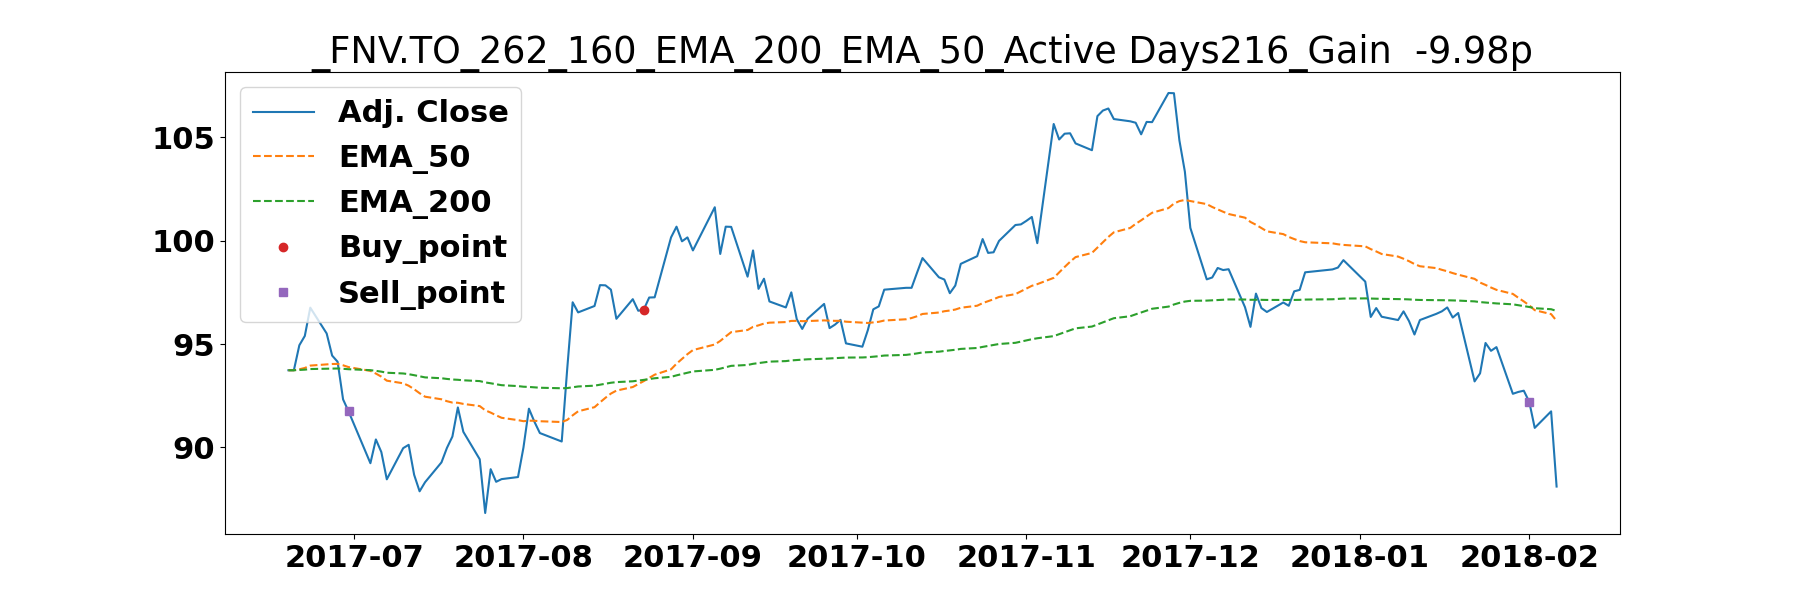 _FNV.TO_262_160_EMA_200_EMA_50_Active Days216_Gain  -9.98p
Adj. Close
EMA_50
EMA_200
Buy_point
Sell_point
105
100
95
90
2017-07 2017-08 2017-09 2017-10 2017-11 2017-12 2018-01 2018-02